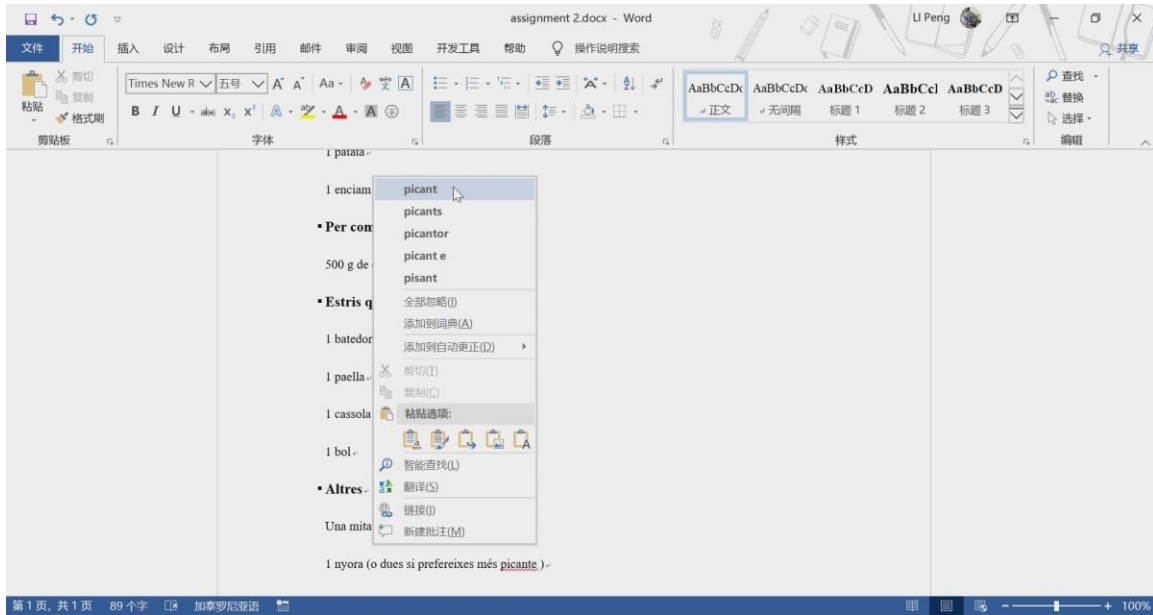 assignment 2.docx - Word
LI Peng
文件 开始 插入 设计 布局 引用 邮件 审阅 视图 开发工具 帮助 操作说明搜索 共享
粘贴
剪切
复制
格式刷
剪贴板
Times New R 五号
字体
段落
AaBbCcDc AaBbCcDc AaBbCcD AaBbCcl AaBbCcD
正文 无间隔 标题 1 标题 2 标题 3
样式
查找
替换
选择
编辑
1 patata
1 enciam
Per com
500 g de
Estris q
1 batedor
1 paella
1 cassola
1 bol
Altres
Una mita
1 nyora (o dues si prefereixes més picante )
picant
picants
picantor
picant e
pisant
全部忽略(I)
添加到词典(A)
添加到自动更正(D)
剪切(T)
复制(C)
粘贴选项:
智能查找(L)
翻译(S)
链接(I)
新建批注(M)
第1页, 共1页 89个字 加泰罗尼亚语 100%